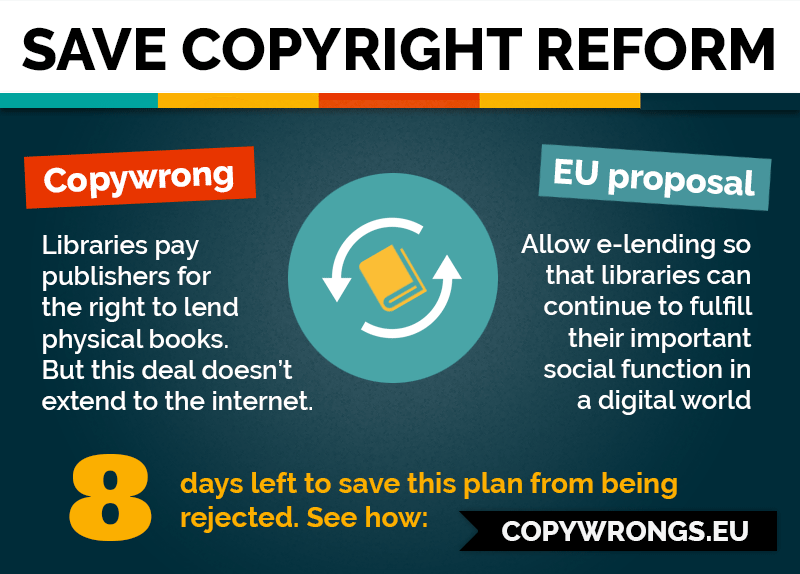 SAVE COPYRIGHT REFORM
Copywrong
Libraries pay
publishers for
the right to lend
physical books.
But this deal doesn't
extend to the internet.
EU proposal
Allow e-lending so
that libraries can
continue to fulfill
their important
social function in
a digital world
8
days left to save this plan from being
rejected. See how:
COPYWRONGS.EU